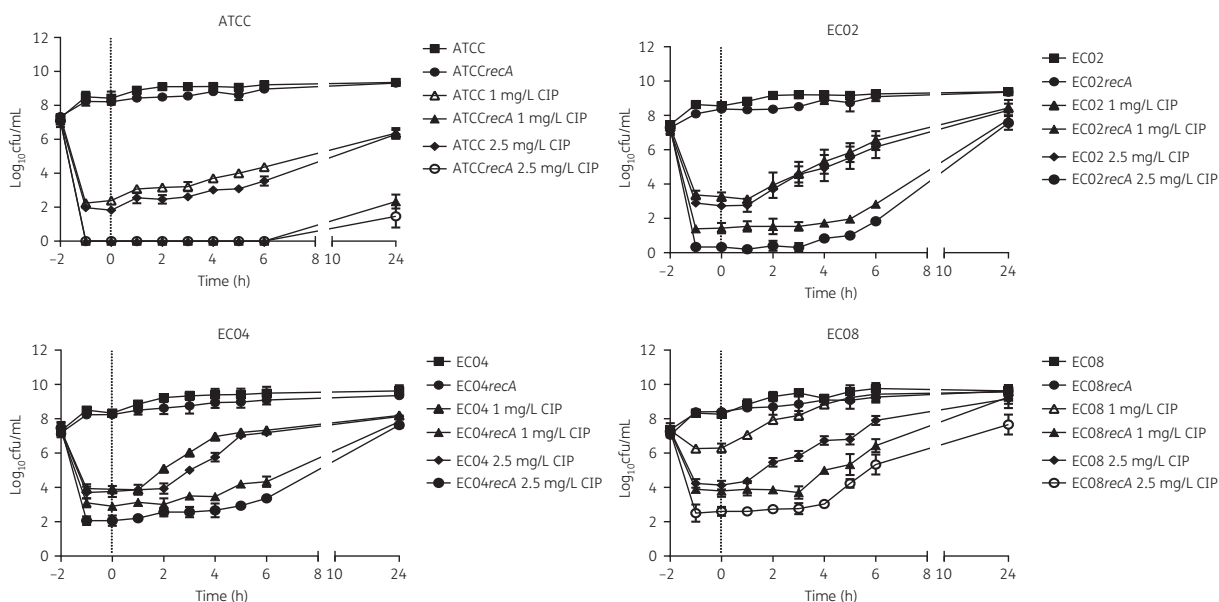 ATCC
12
10
8
6
4
2
0
Log10cfu/mL
−2 0 2 4 6 8 10 24
Time (h)
ATCC
ATCCrecA
ATCC 1 mg/L CIP
ATCCrecA 1 mg/L CIP
ATCC 2.5 mg/L CIP
ATCCrecA 2.5 mg/L CIP
EC02
12
10
8
6
4
2
0
Log10cfu/mL
−2 0 2 4 6 8 10 24
Time (h)
EC02
EC02recA
EC02 1 mg/L CIP
EC02recA 1 mg/L CIP
EC02 2.5 mg/L CIP
EC02recA 2.5 mg/L CIP
EC04
12
10
8
6
4
2
0
Log10cfu/mL
−2 0 2 4 6 8 10 24
Time (h)
EC04
EC04recA
EC04 1 mg/L CIP
EC04recA 1 mg/L CIP
EC04 2.5 mg/L CIP
EC04recA 2.5 mg/L CIP
EC08
12
10
8
6
4
2
0
Log10cfu/mL
−2 0 2 4 6 8 10 24
Time (h)
EC08
EC08recA
EC08 1 mg/L CIP
EC08recA 1 mg/L CIP
EC08 2.5 mg/L CIP
EC08recA 2.5 mg/L CIP